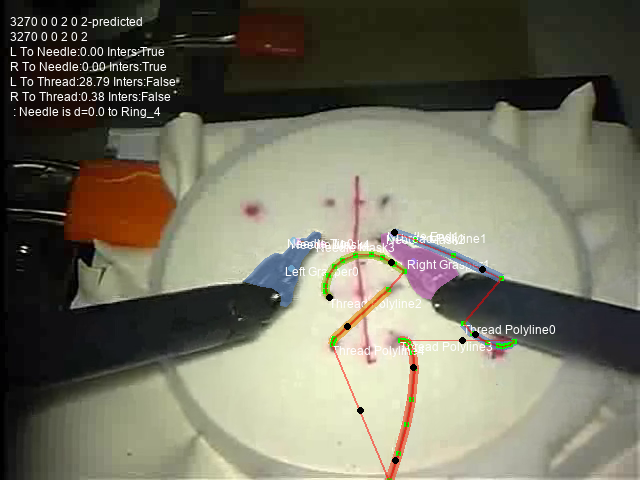 3270 0 0 2 0 2-predicted
3270 0 0 2 0 2
L To Needle:0.00 Inters:True
R To Needle:0.00 Inters:True
L To Thread:28.79 Inters:False
R To Thread:0.38 Inters:False
: Needle is d=0.0 to Ring_4
Left Grasper0
Right Grasper1
Thread Polyline2
Thread Polyline0
Thread Polyline3
Thread Polyline